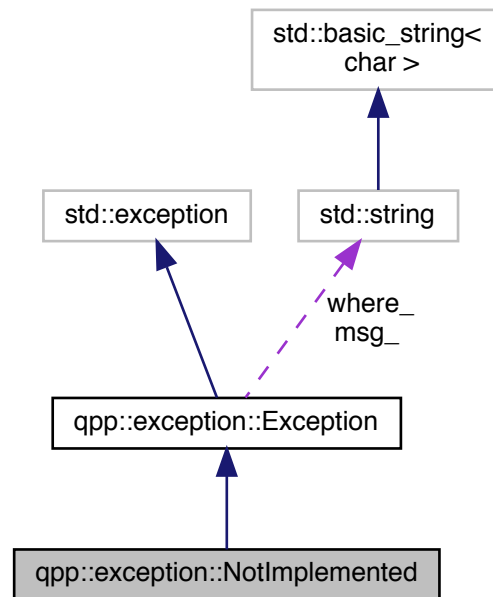 std::basic_string<
char >
std::exception
std::string
where_
msg_
qpp::exception::Exception
qpp::exception::NotImplemented